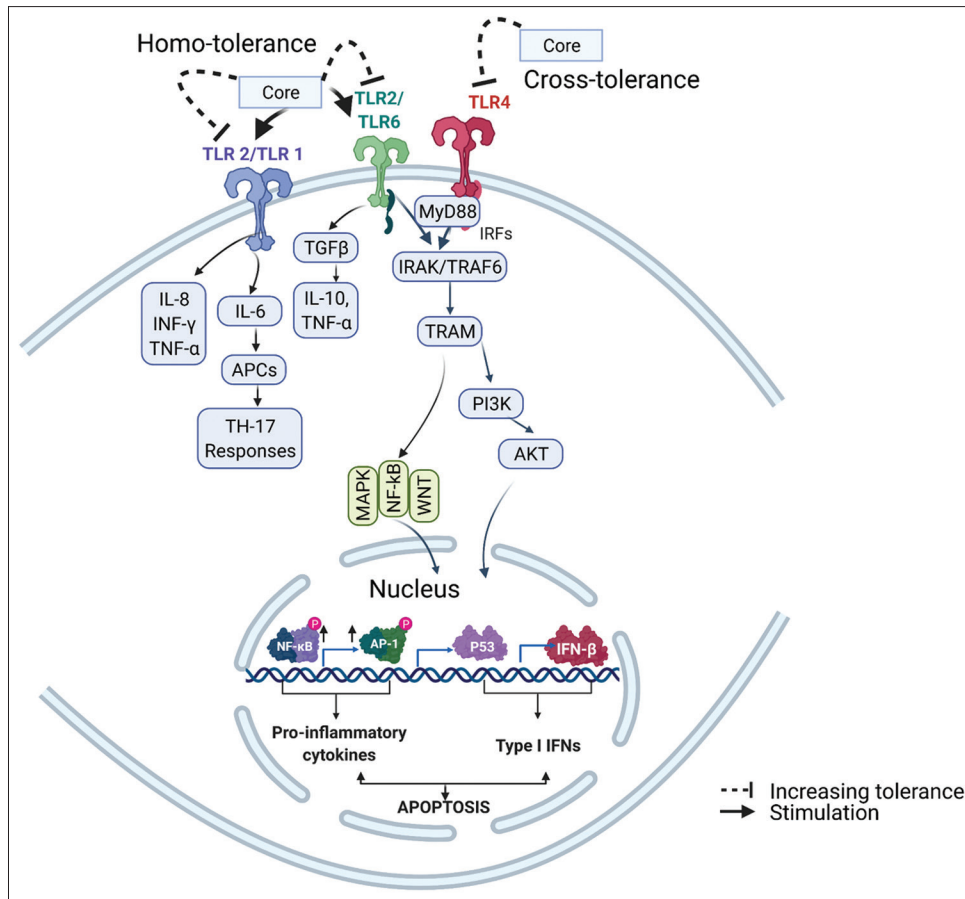 Homo-tolerance
Core
Core
Cross-tolerance
TLR2/
TLR6
TLR4
TLR 2/TLR 1
MyD88
IRFs
TGFβ
IRAK/TRAF6
IL-8
INF-γ
TNF-α
IL-6
IL-10,
TNF-α
TRAM
APCs
PI3K
TH-17
Responses
AKT
MAPK
NF-kB
WNT
Nucleus
P
P
NF-κB
AP-1
P53
IFN-β
Pro-inflammatory
cytokines
Type I IFNs
APOPTOSIS
Increasing tolerance
Stimulation